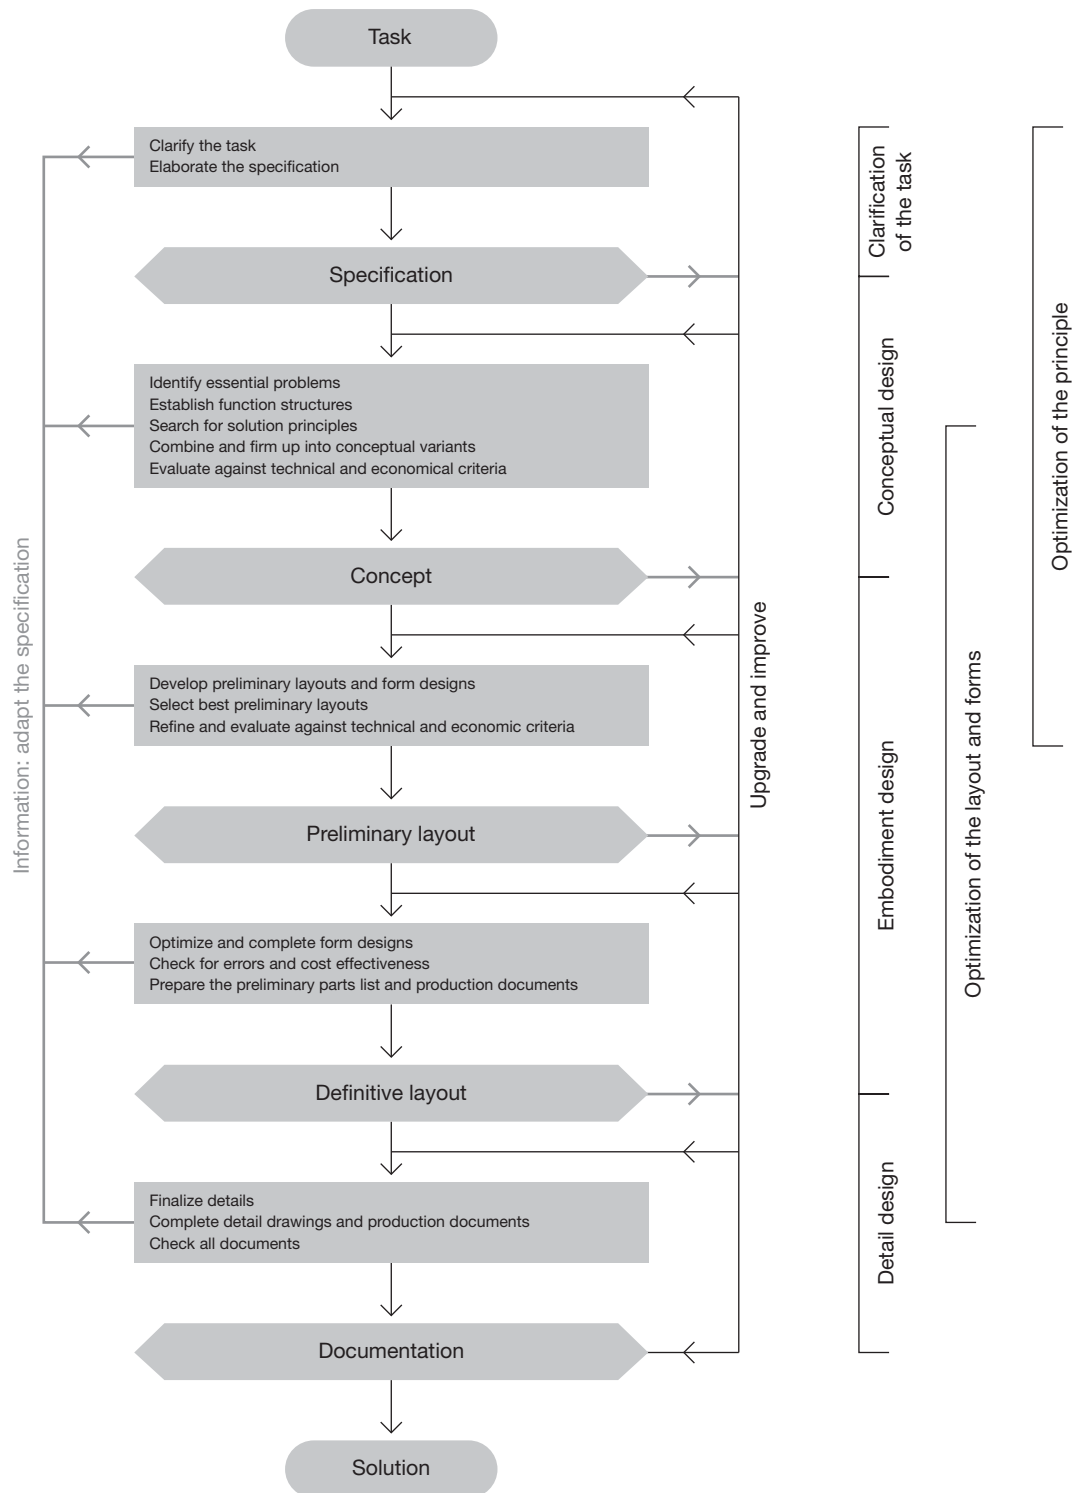 Task
Clarify the task
Elaborate the specification
Specification
Identify essential problems
Establish function structures
Search for solution principles
Combine and firm up into conceptual variants
Evaluate against technical and economical criteria
Concept
Develop preliminary layouts and form designs
Select best preliminary layouts
Refine and evaluate against technical and economic criteria
Preliminary layout
Optimize and complete form designs
Check for errors and cost effectiveness
Prepare the preliminary parts list and production documents
Definitive layout
Finalize details
Complete detail drawings and production documents
Check all documents
Documentation
Solution
Information: adapt the specification
Upgrade and improve
Clarification
of the task
Conceptual design
Embodiment design
Detail design
Optimization of the layout and forms
Optimization of the principle